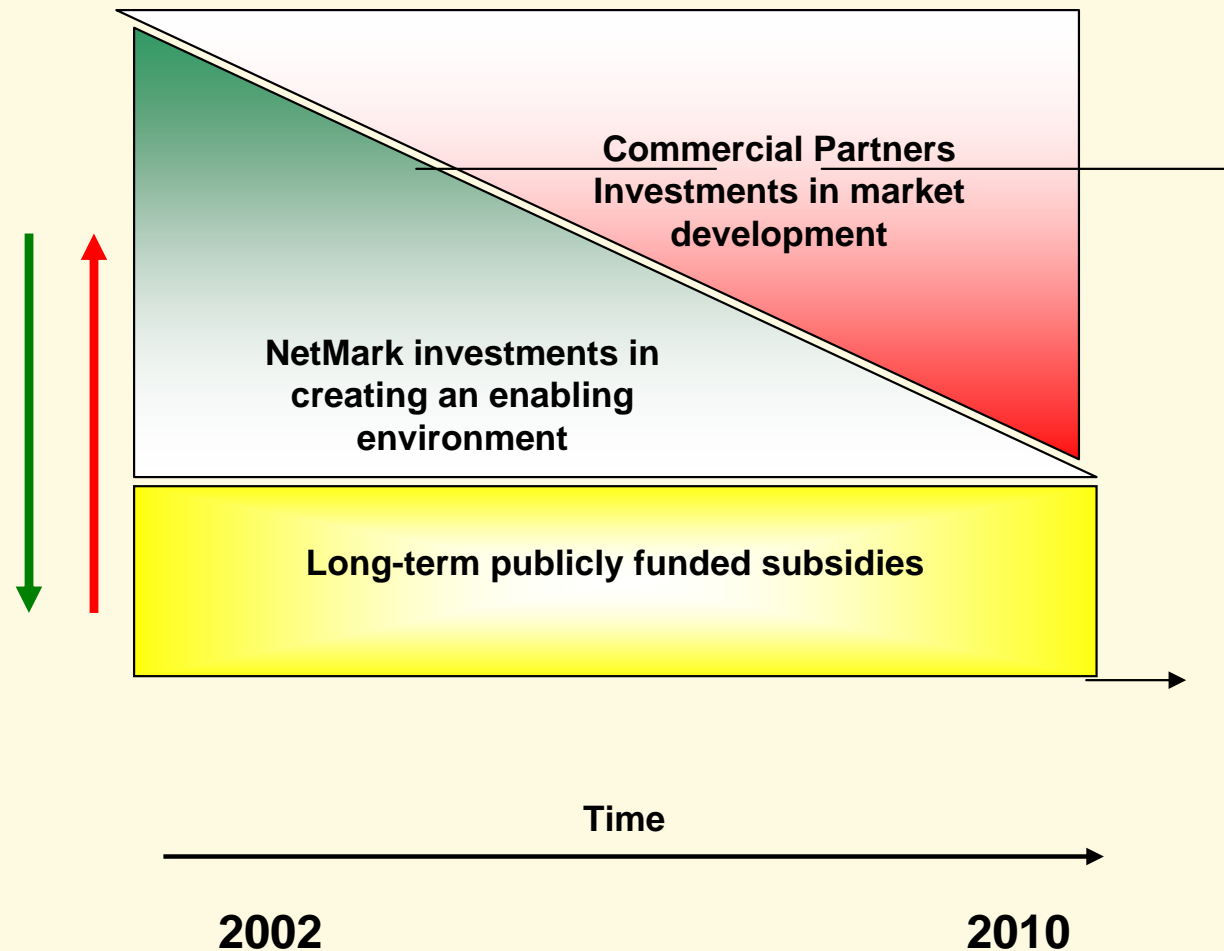 Commercial Partners
Investments in market
development
NetMark investments in
creating an enabling
environment
Long-term publicly funded subsidies
Time
2002
2010